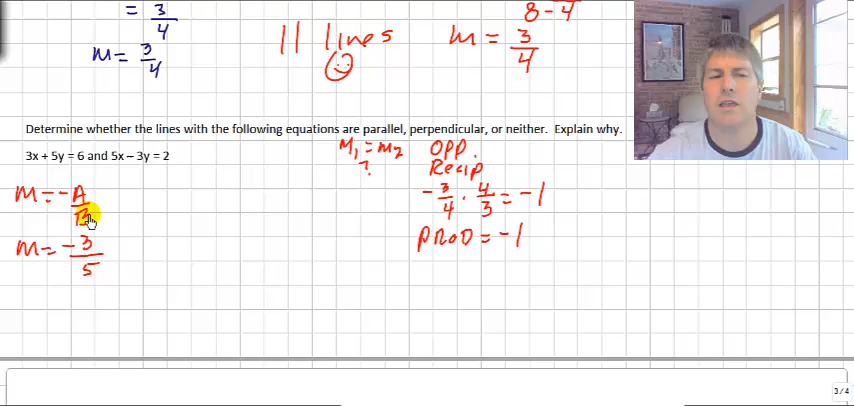 = 3/4
m = 3/4
|| lines
8 - 4
m = 3/4
Determine whether the lines with the following equations are parallel, perpendicular, or neither. Explain why.
3x + 5y = 6 and 5x – 3y = 2
m₁ = m₂
?
OPP.
Recip
-3/4 · 4/3 = -1
PROD = -1
m = -A/B
m = -3/5
3/4